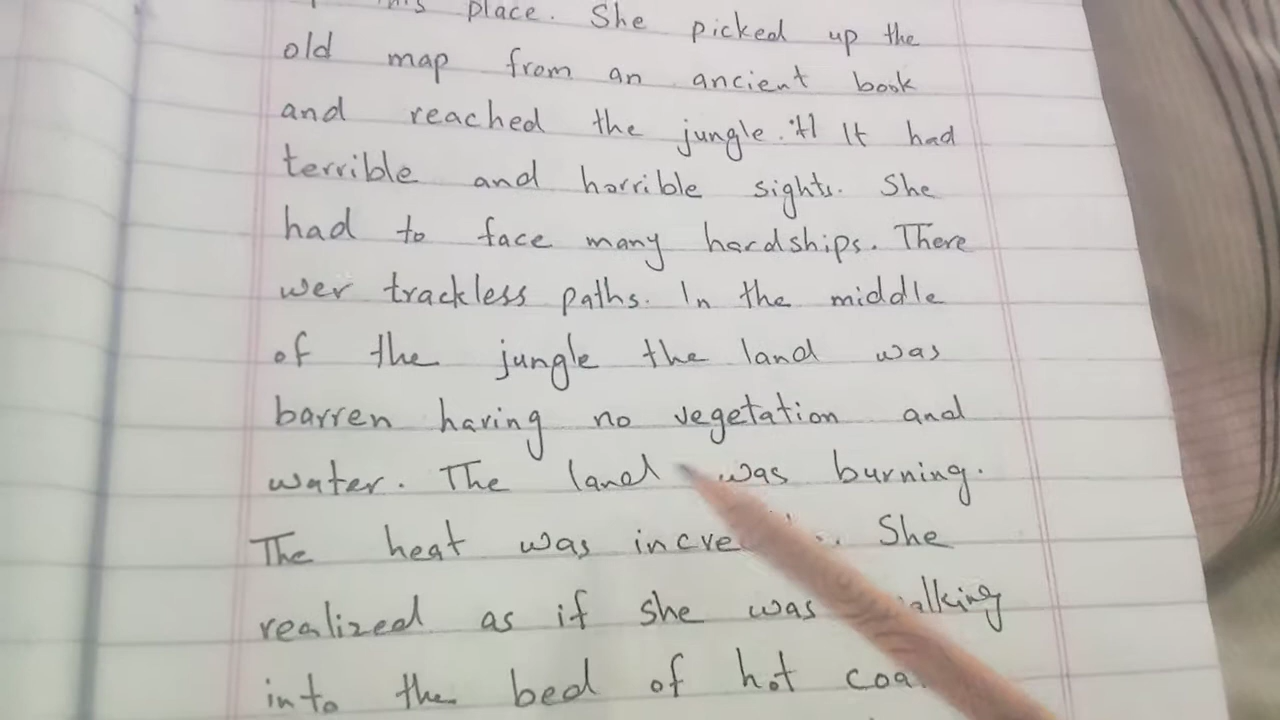 place. She picked up the
old map from an ancient book
and reached the jungle. It had
terrible and horrible sights. She
had to face many hardships. There
wer trackless paths. In the middle
of the jungle the land was
barren having no vegetation and
water. The land was burning.
The heat was She
realized as if she was
into the bed of hot